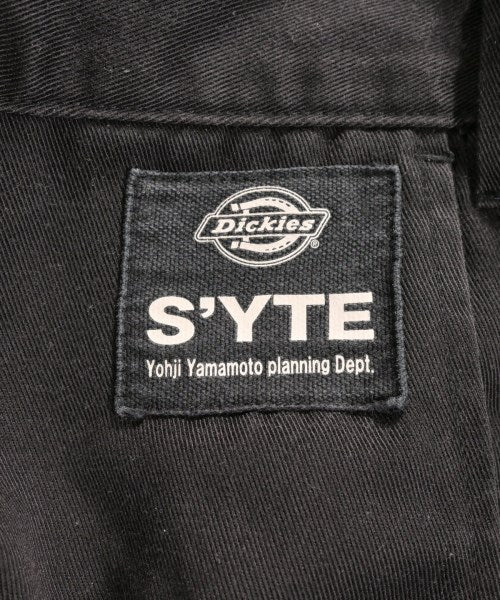 Dickies®
S'YTE
Yohji Yamamoto planning Dept.